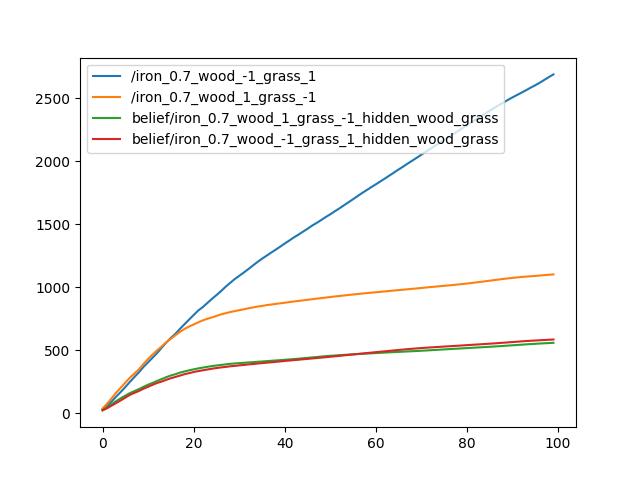 /iron_0.7_wood_-1_grass_1
/iron_0.7_wood_1_grass_-1
belief/iron_0.7_wood_1_grass_-1_hidden_wood_grass
belief/iron_0.7_wood_-1_grass_1_hidden_wood_grass
2500
2000
1500
1000
500
0
0 20 40 60 80 100